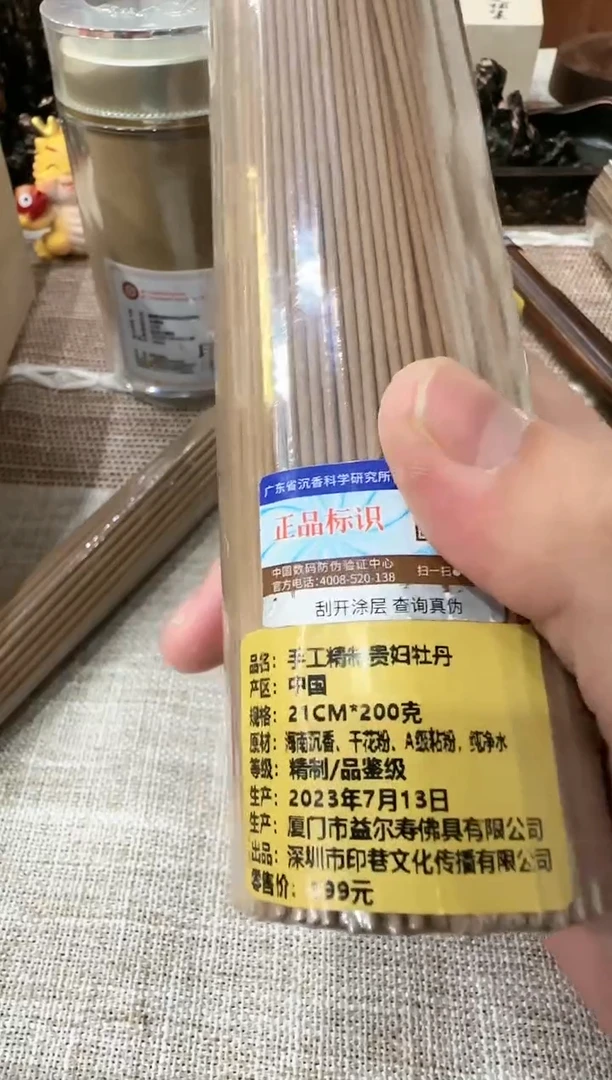 广东省沉香科学研究所
正品标识
中国数码防伪验证中心
官方电话:4008-520-138
扫一扫
刮开涂层 查询真伪
品名：手工精制贵妇牡丹
产区：中国
规格：21CM*200克
原材：海南沉香、干花粉、A级粘粉，纯净水
等级：精制/品鉴级
生产：2023年7月13日
生产：厦门市益尔寿佛具有限公司
出品：深圳市印巷文化传播有限公司
零售价：99元